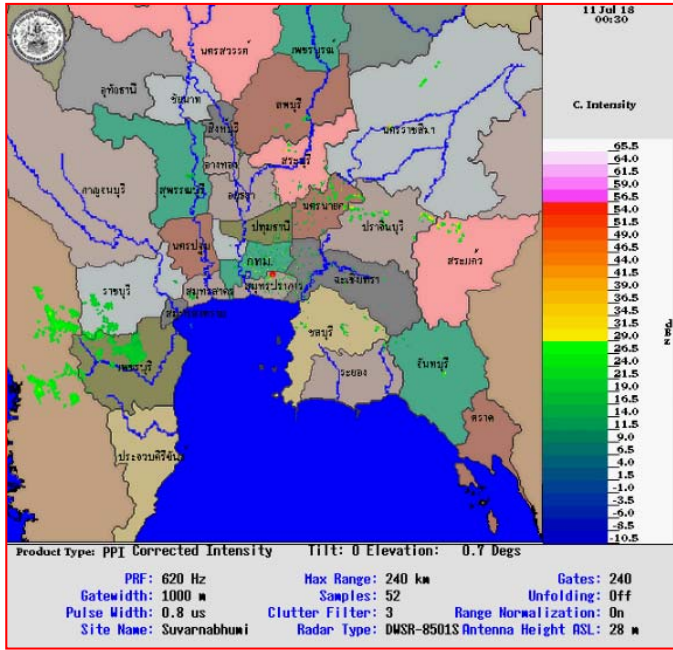 11 Jul 18
00:30
C. Intensity
65.5
64.0
61.5
59.0
56.5
54.0
51.5
49.0
46.5
44.0
41.5
39.0
36.5
34.0
31.5
29.0
26.5
24.0
21.5
19.0
16.5
14.0
11.5
9.0
6.5
4.0
1.5
-1.0
-3.5
-6.0
-8.5
-10.5
นครสวรรค์
เพชรบูรณ์
อุทัยธานี
ชัยนาท
ลพบุรี
สิงห์บุรี
นครราชสีมา
อ่างทอง
สระบุรี
กาญจนบุรี
สุพรรณบุรี
อยุธยา
นครนายก
ปราจีนบุรี
ปทุมธานี
นครปฐม
สระแก้ว
กทม.
สมุทรปราการ
ฉะเชิงเทรา
ราชบุรี
สมุทรสาคร
ชลบุรี
เพชรบุรี
ระยอง
จันทบุรี
ตราด
ประจวบคีรีขันธ์
Product Type: PPI Corrected Intensity Tilt: 0 Elevation: 0.7 Degs
PRF: 620 Hz Max Range: 240 km Gates: 240
Gatewidth: 1000 m Samples: 52 Unfolding: Off
Pulse Width: 0.8 us Clutter Filter: 3 Range Normalization: On
Site Name: Suvarnabhumi Radar Type: DWSR-8501S Antenna Height ASL: 28 m